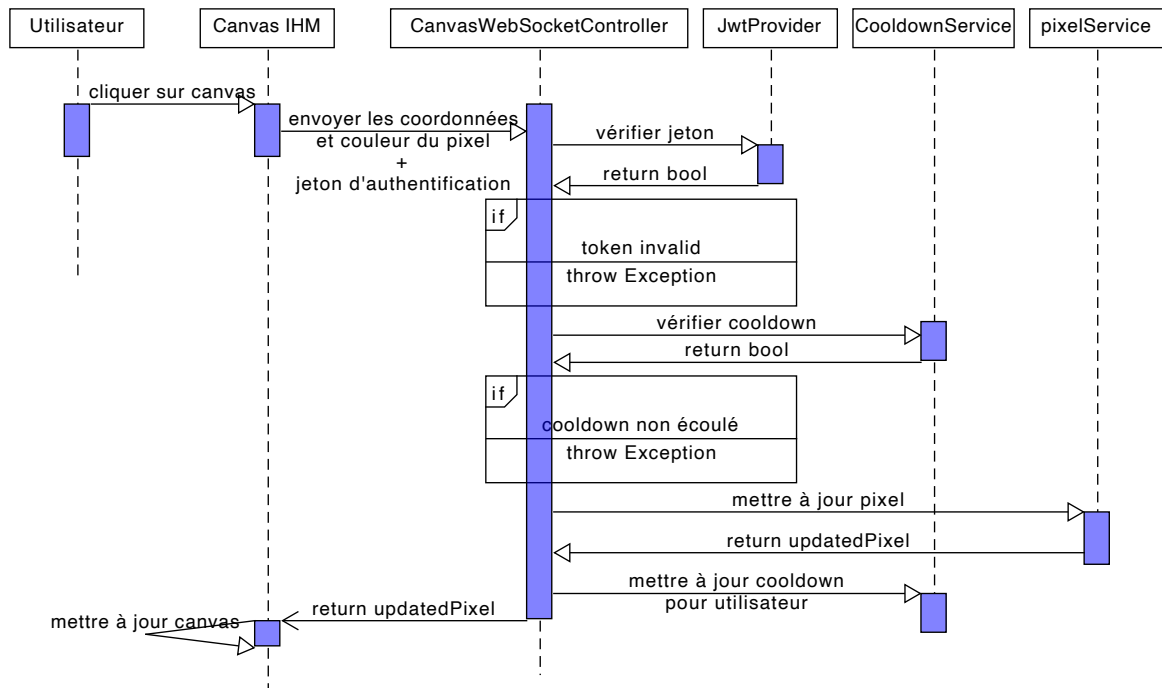 Utilisateur
Canvas IHM
CanvasWebSocketController
JwtProvider
CooldownService
pixelService
cliquer sur canvas
envoyer les coordonnées
et couleur du pixel
+
jeton d'authentification
vérifier jeton
return bool
if
token invalid
throw Exception
vérifier cooldown
return bool
if
cooldown non écoulé
throw Exception
mettre à jour pixel
return updatedPixel
mettre à jour cooldown
pour utilisateur
return updatedPixel
mettre à jour canvas